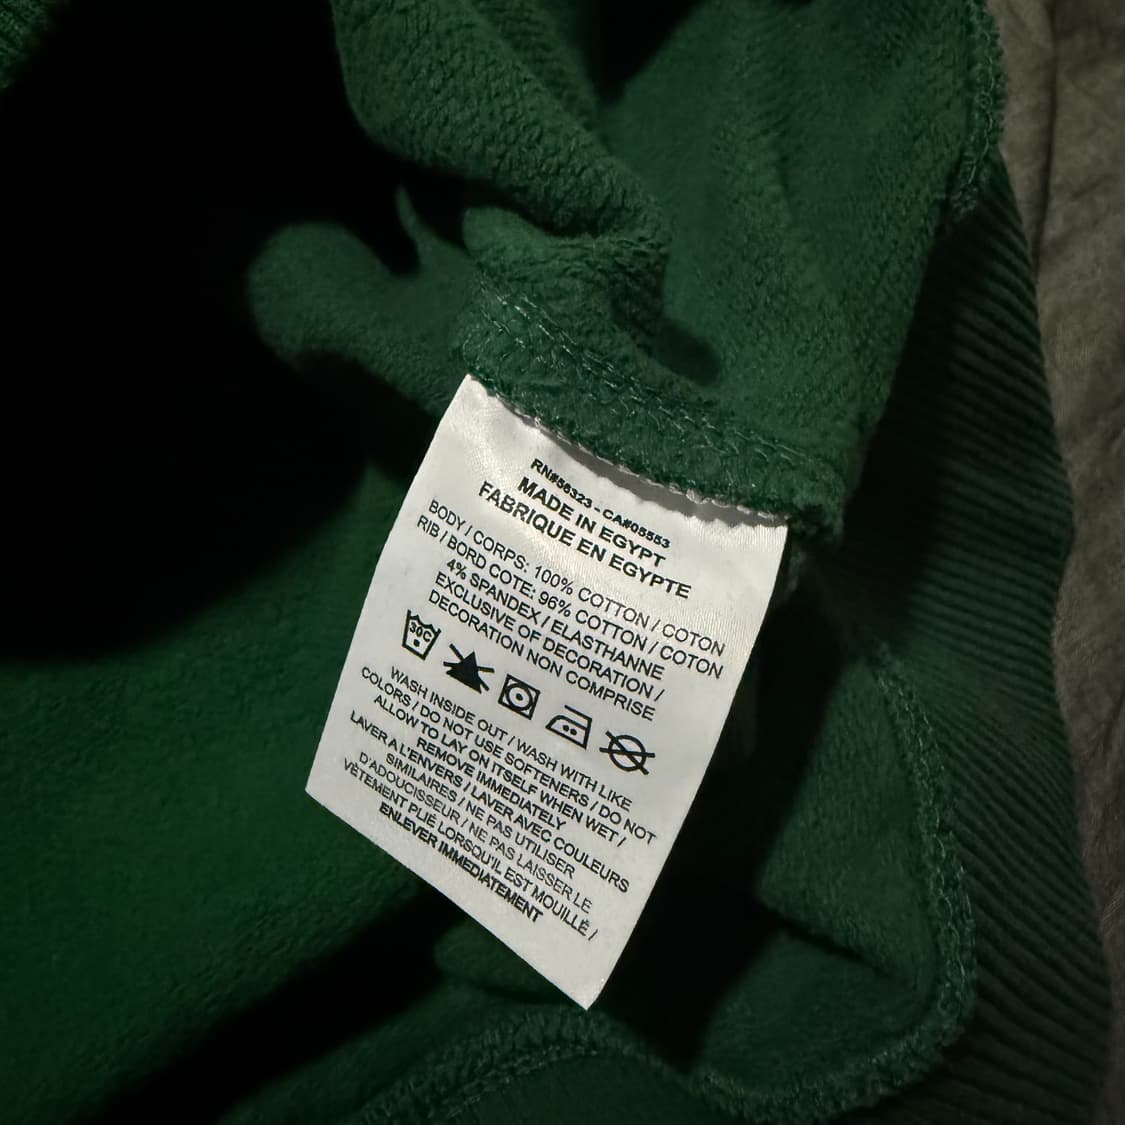 RN#56323 - CA#05553
MADE IN EGYPT
FABRIQUE EN EGYPTE
BODY / CORPS: 100% COTTON / COTON
RIB / BORD COTE: 96% COTTON / COTON
4% SPANDEX / ELASTHANNE
EXCLUSIVE OF DECORATION /
DECORATION NON COMPRISE
30C
WASH INSIDE OUT / WASH WITH LIKE
COLORS / DO NOT USE SOFTENERS / DO NOT
ALLOW TO LAY ON ITSELF WHEN WET /
REMOVE IMMEDIATELY
LAVER A L'ENVERS / LAVER AVEC COULEURS
SIMILAIRES / NE PAS UTILISER
D'ADOUCISSEUR / NE PAS LAISSER LE
VÊTEMENT PLIÉ LORSQU'IL EST MOUILLÉ /
ENLEVER IMMEDIATEMENT